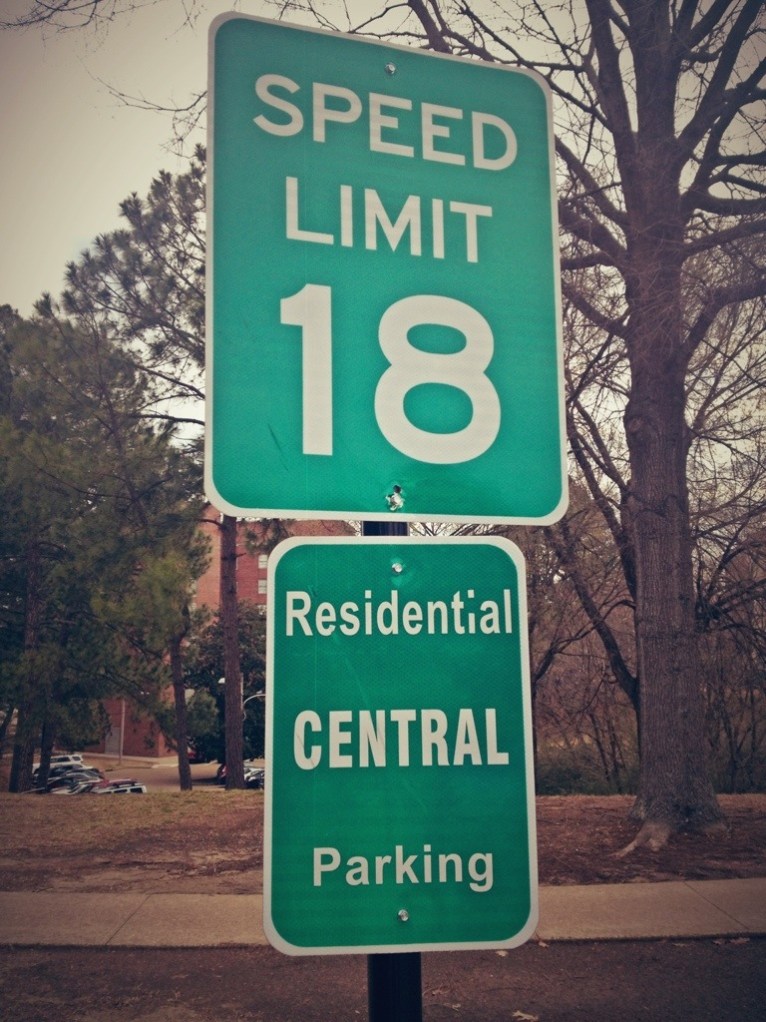 SPEED
LIMIT
18
Residential
CENTRAL
Parking